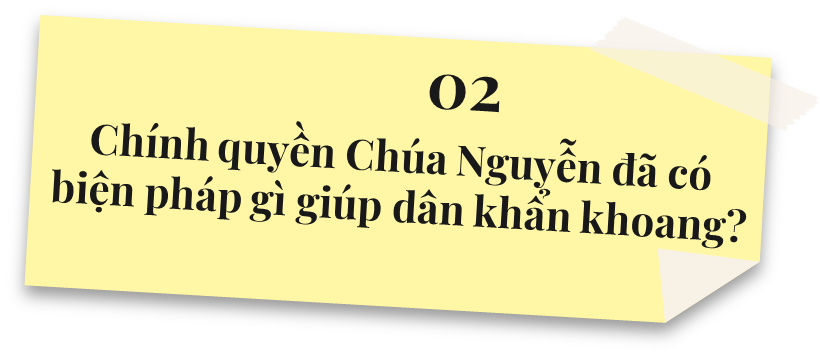 02
Chính quyền Chúa Nguyễn đã có
biện pháp gì giúp dân khẩn khoang?